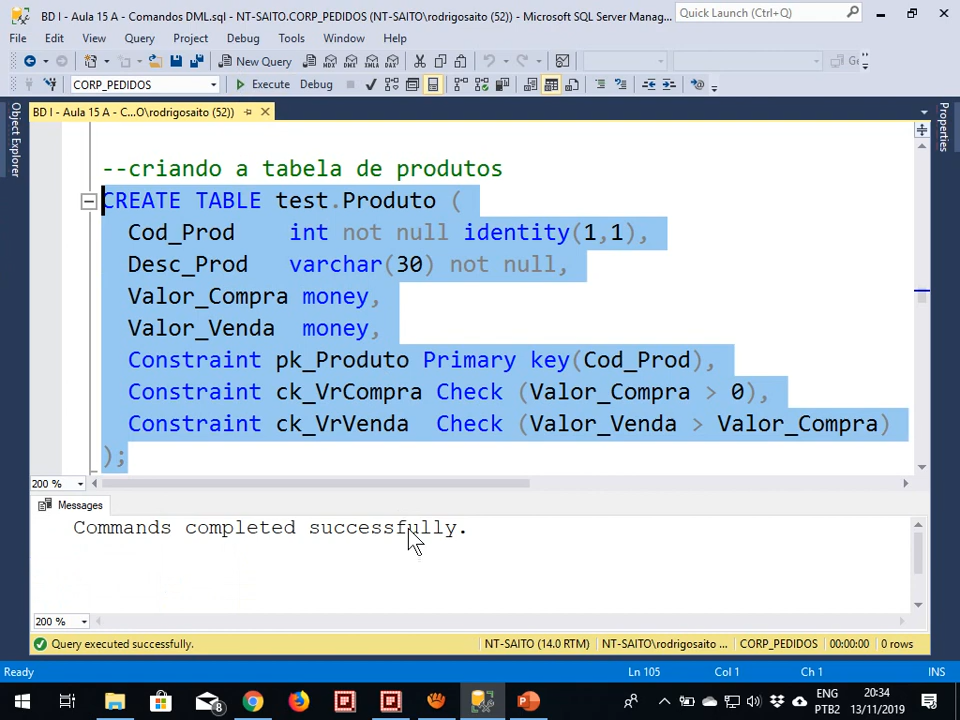 BD I - Aula 15 A - Comandos DML.sql - NT-SAITO.CORP_PEDIDOS (NT-SAITO\rodrigosaito (52)) - Microsoft SQL Server Manag...
Quick Launch (Ctrl+Q)
File Edit View Query Project Debug Tools Window Help
New Query
MDX DMX XMLA DAX
Ge
CORP_PEDIDOS
Execute Debug
BD I - Aula 15 A - C...O\rodrigosaito (52))
Object Explorer
Properties
--criando a tabela de produtos
CREATE TABLE test.Produto (
Cod_Prod int not null identity(1,1),
Desc_Prod varchar(30) not null,
Valor_Compra money,
Valor_Venda money,
Constraint pk_Produto Primary key(Cod_Prod),
Constraint ck_VrCompra Check (Valor_Compra > 0),
Constraint ck_VrVenda Check (Valor_Venda > Valor_Compra)
);
200 %
Messages
Commands completed successfully.
200 %
Query executed successfully.
NT-SAITO (14.0 RTM)
NT-SAITO\rodrigosaito ...
CORP_PEDIDOS
00:00:00
0 rows
Ready
Ln 105
Col 1
Ch 1
INS
8
ENG
PTB2
20:34
13/11/2019